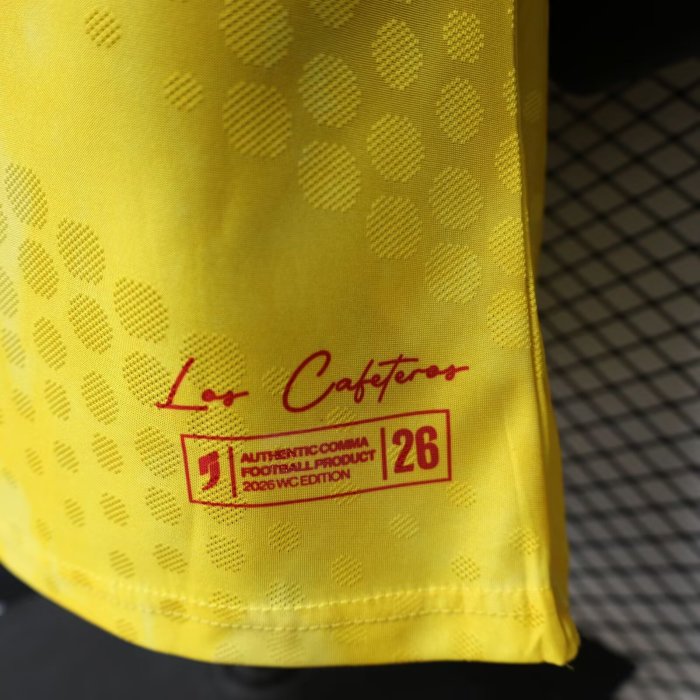 Los Cafeteros
AUTHENTIC COMMA
FOOTBALL PRODUCT
2026 WC EDITION
26